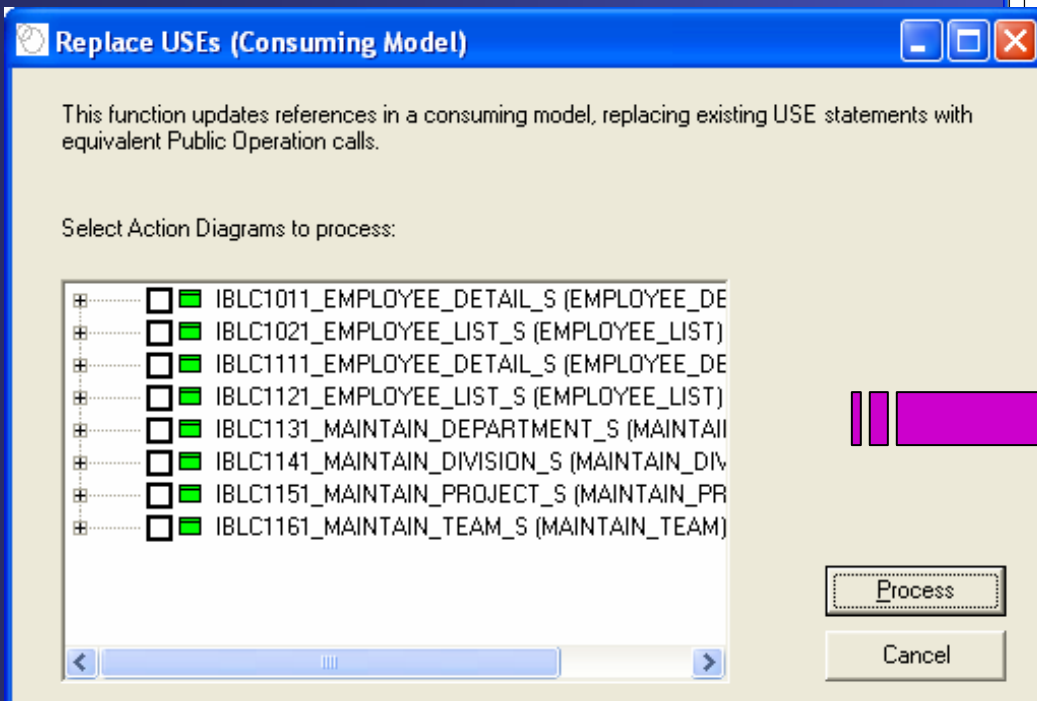 Replace USEs (Consuming Model)
This function updates references in a consuming model, replacing existing USE statements with
equivalent Public Operation calls.
Select Action Diagrams to process:
IBLC1011_EMPLOYEE_DETAIL_S (EMPLOYEE_DE
IBLC1021_EMPLOYEE_LIST_S (EMPLOYEE_LIST)
IBLC1111_EMPLOYEE_DETAIL_S (EMPLOYEE_DE
IBLC1121_EMPLOYEE_LIST_S (EMPLOYEE_LIST)
IBLC1131_MAINTAIN_DEPARTMENT_S (MAINTAI
IBLC1141_MAINTAIN_DIVISION_S (MAINTAIN_DIV
IBLC1151_MAINTAIN_PROJECT_S (MAINTAIN_PR
IBLC1161_MAINTAIN_TEAM_S (MAINTAIN_TEAM)
Process
Cancel